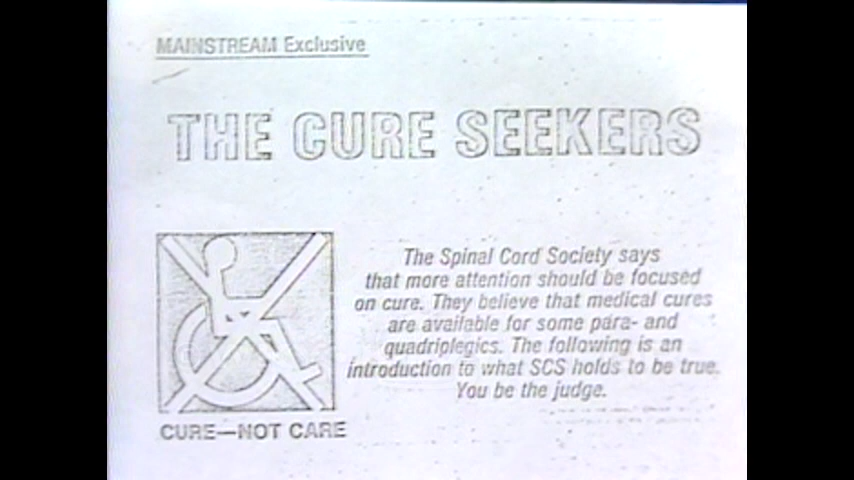 MAINSTREAM Exclusive
THE CURE SEEKERS
The Spinal Cord Society says
that more attention should be focused
on cure. They believe that medical cures
are available for some para- and
quadriplegics. The following is an
introduction to what SCS holds to be true.
You be the judge.
CURE—NOT CARE